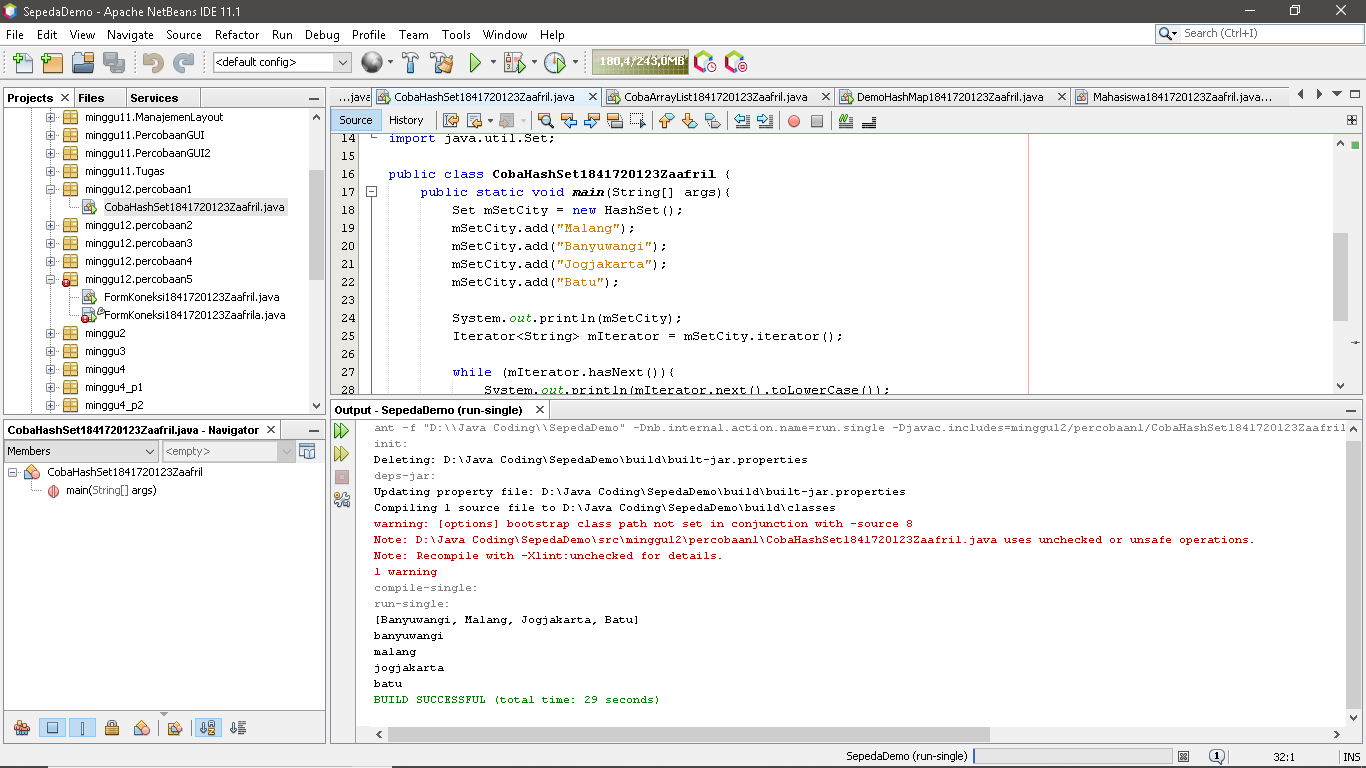 SepedaDemo - Apache NetBeans IDE 11.1
File Edit View Navigate Source Refactor Run Debug Profile Team Tools Window Help
Search (Ctrl+I)
<default config>
180,4/243,0MB
Projects Files Services
minggu11.ManajemenLayout
minggu11.PercobaanGUI
minggu11.PercobaanGUI2
minggu11.Tugas
minggu12.percobaan1
CobaHashSet1841720123Zaafril.java
minggu12.percobaan2
minggu12.percobaan3
minggu12.percobaan4
minggu12.percobaan5
FormKoneksi1841720123Zaafril.java
FormKoneksi1841720123Zaafrila.java
minggu2
minggu3
minggu4
minggu4_p1
minggu4_p2
CobaHashSet1841720123Zaafril.java - Navigator
Members <empty>
CobaHashSet1841720123Zaafril
main(String[] args)
...java CobaHashSet1841720123Zaafril.java CobaArrayList1841720123Zaafril.java DemoHashMap1841720123Zaafril.java Mahasiswa1841720123Zaafril.java...
Source History
14 import java.util.Set;
15
16 public class CobaHashSet1841720123Zaafril {
17 public static void main(String[] args){
18 Set mSetCity = new HashSet();
19 mSetCity.add("Malang");
20 mSetCity.add("Banyuwangi");
21 mSetCity.add("Jogjakarta");
22 mSetCity.add("Batu");
23
24 System.out.println(mSetCity);
25 Iterator<String> mIterator = mSetCity.iterator();
26
27 while (mIterator.hasNext()){
28 System.out.println(mIterator.next().toLowerCase());
Output - SepedaDemo (run-single)
ant -f "D:\\Java Coding\\SepedaDemo" -Dnb.internal.action.name=run.single -Djavac.includes=minggu12/percobaan1/CobaHashSet1841720123Zaafril
init:
Deleting: D:\Java Coding\SepedaDemo\build\built-jar.properties
deps-jar:
Updating property file: D:\Java Coding\SepedaDemo\build\built-jar.properties
Compiling 1 source file to D:\Java Coding\SepedaDemo\build\classes
warning: [options] bootstrap class path not set in conjunction with -source 8
Note: D:\Java Coding\SepedaDemo\src\minggu12\percobaan1\CobaHashSet1841720123Zaafril.java uses unchecked or unsafe operations.
Note: Recompile with -Xlint:unchecked for details.
1 warning
compile-single:
run-single:
[Banyuwangi, Malang, Jogjakarta, Batu]
banyuwangi
malang
jogjakarta
batu
BUILD SUCCESSFUL (total time: 29 seconds)
SepedaDemo (run-single) 1 32:1 INS